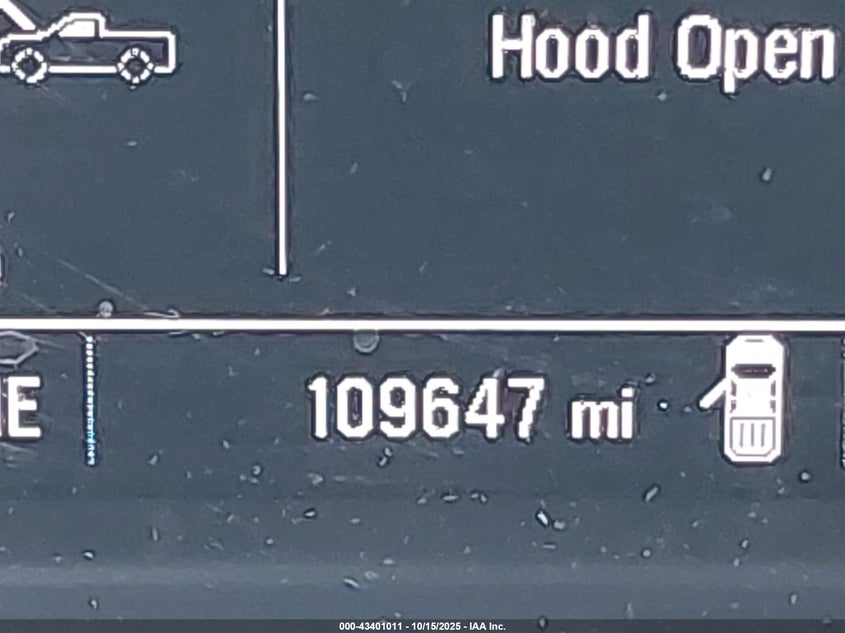 Hood Open
109647 mi
000-43401011 - 10/15/2025 - IAA Inc.